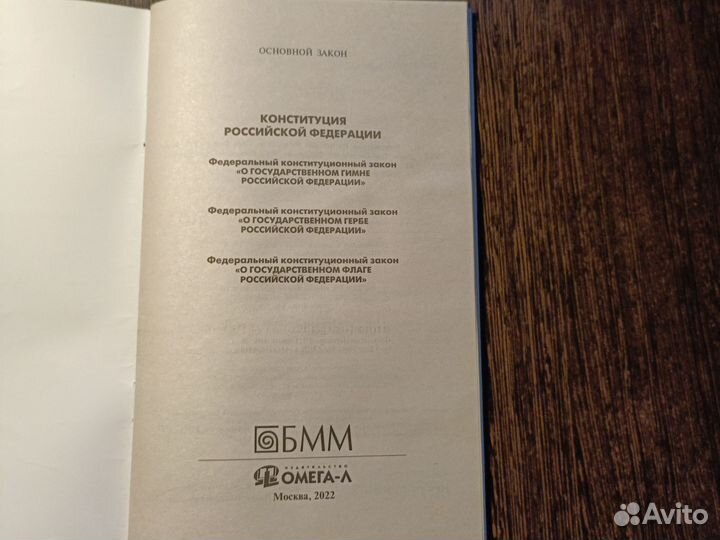 ОСНОВНОЙ ЗАКОН
КОНСТИТУЦИЯ
РОССИЙСКОЙ ФЕДЕРАЦИИ
Федеральный конституционный закон
«О ГОСУДАРСТВЕННОМ ГИМНЕ
РОССИЙСКОЙ ФЕДЕРАЦИИ»
Федеральный конституционный закон
«О ГОСУДАРСТВЕННОМ ГЕРБЕ
РОССИЙСКОЙ ФЕДЕРАЦИИ»
Федеральный конституционный закон
«О ГОСУДАРСТВЕННОМ ФЛАГЕ
РОССИЙСКОЙ ФЕДЕРАЦИИ»
БММ
ИЗДАТЕЛЬСТВО
ОМЕГА-Л
Москва, 2022
Avito